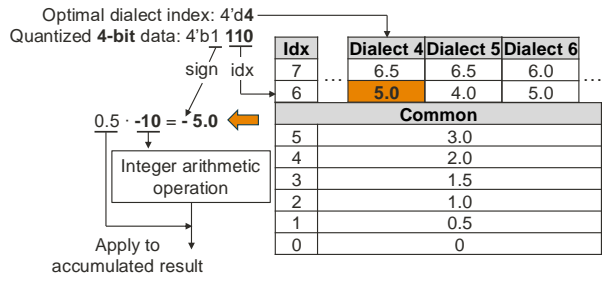 Optimal dialect index: 4'd4
Quantized 4-bit data: 4'b1 110
sign idx
0.5 · -10 = - 5.0
Integer arithmetic
operation
Apply to
accumulated result
Idx Dialect 4 Dialect 5 Dialect 6
7 ... 6.5 6.5 6.0 ...
6 5.0 4.0 5.0
Common
5 3.0
4 2.0
3 1.5
2 1.0
1 0.5
0 0